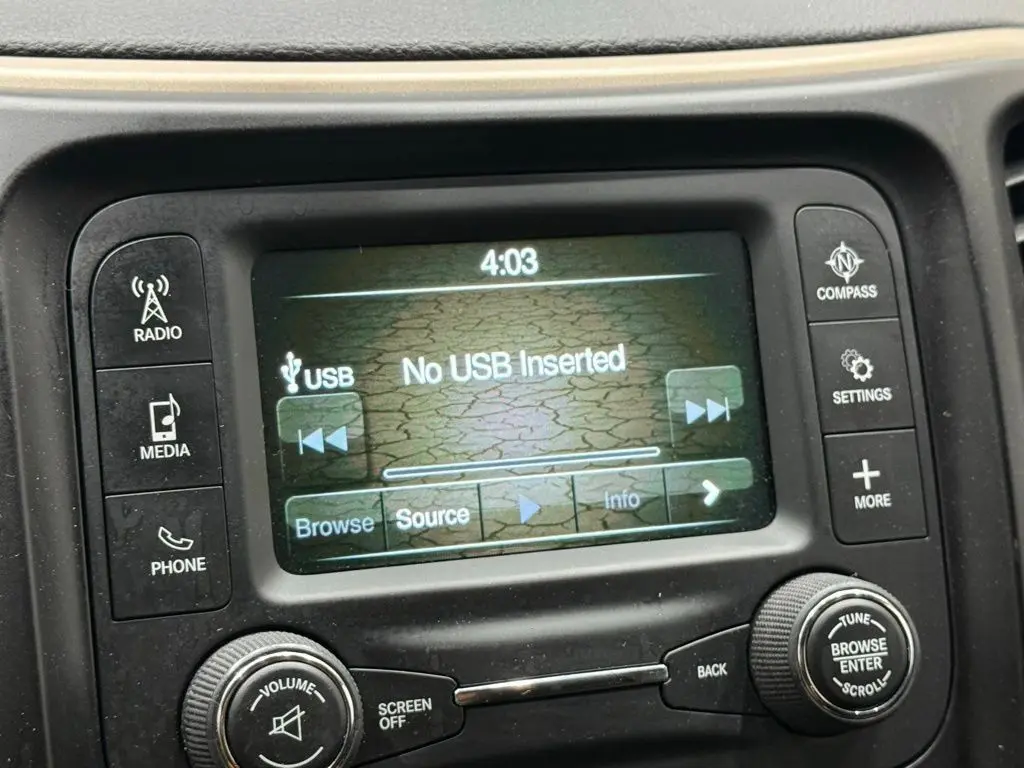 4:03
RADIO
N
COMPASS
USB
No USB Inserted
MEDIA
SETTINGS
Browse
Source
Info
MORE
PHONE
VOLUME
SCREEN
OFF
BACK
TUNE
BROWSE
ENTER
SCROLL